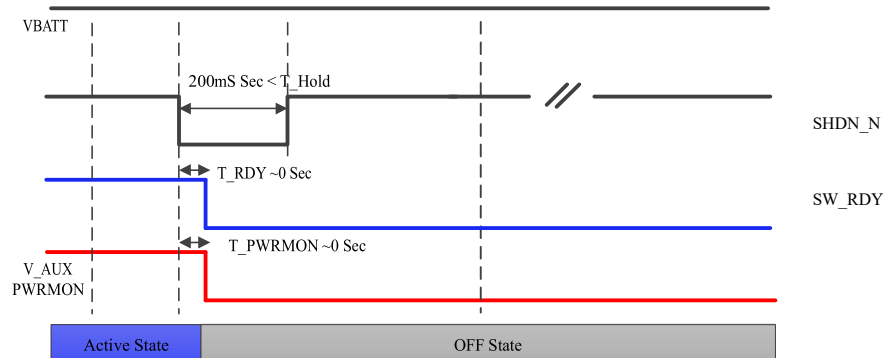 VBATT
200mS Sec < T_Hold
SHDN_N
T_RDY ~0 Sec
SW_RDY
T_PWRMON ~0 Sec
V_AUX
PWRMON
Active State
OFF State